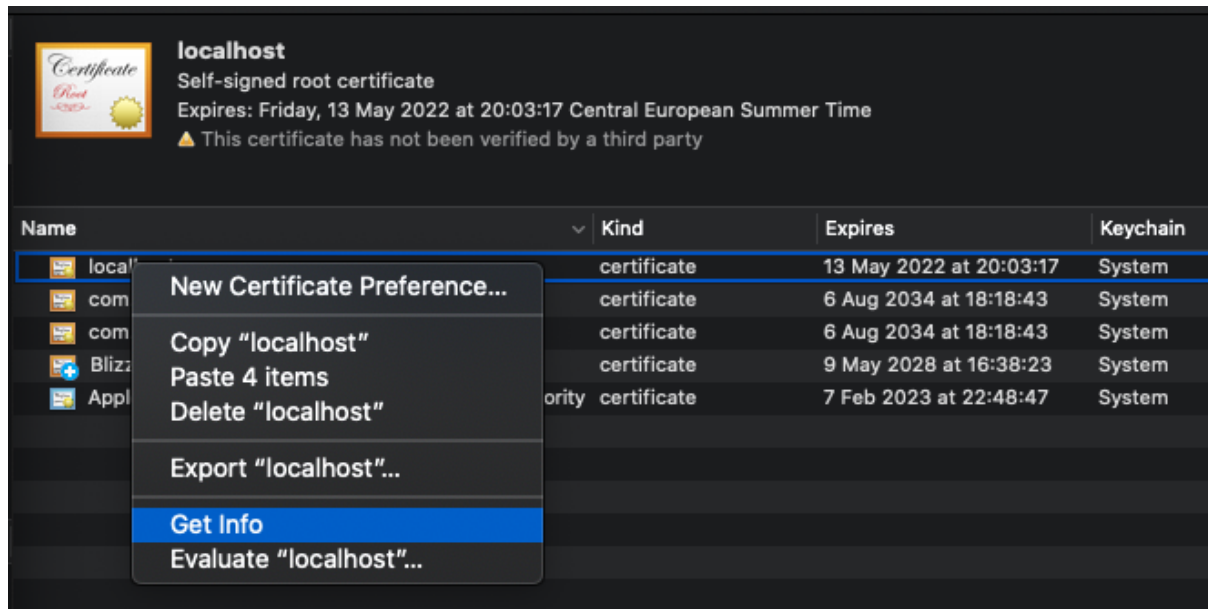 Certificate
Root
localhost
Self-signed root certificate
Expires: Friday, 13 May 2022 at 20:03:17 Central European Summer Time
This certificate has not been verified by a third party
Name Kind Expires Keychain
certificate 13 May 2022 at 20:03:17 System
com certificate 6 Aug 2034 at 18:18:43 System
com certificate 6 Aug 2034 at 18:18:43 System
Blizz certificate 9 May 2028 at 16:38:23 System
Appl ority certificate 7 Feb 2023 at 22:48:47 System
New Certificate Preference...
Copy “localhost”
Paste 4 items
Delete “localhost”
Export “localhost”...
Get Info
Evaluate “localhost”...